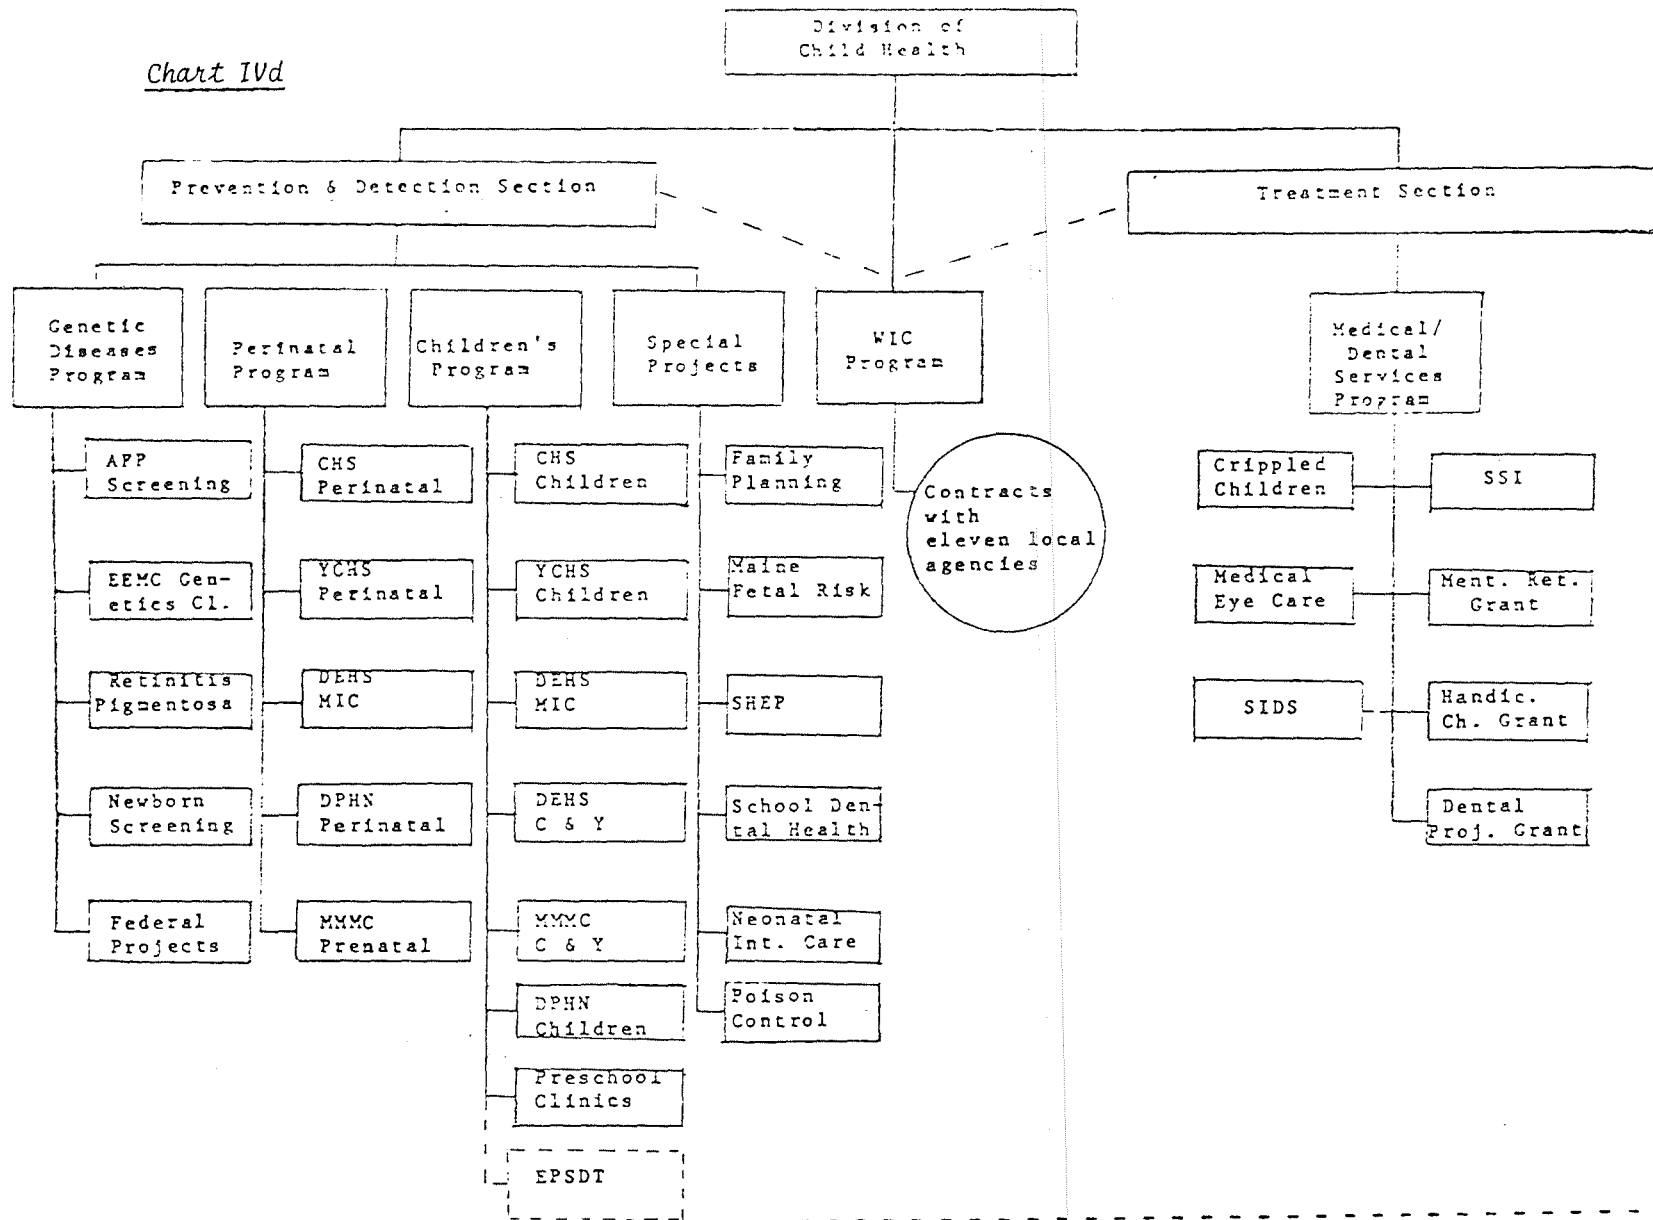 Division of
Child Health
Chart IVd
Prevention & Detection Section
Treatment Section
Genetic
Diseases
Program
Perinatal
Program
Children's
Program
Special
Projects
WIC
Program
Medical/
Dental
Services
Program
AFP
Screening
EEMC Gen-
etics Cl.
Retinitis
Pigmentosa
Newborn
Screening
Federal
Projects
CHS
Perinatal
YCHS
Perinatal
DEHS
MIC
DPHN
Perinatal
MMMC
Prenatal
CHS
Children
YCHS
Children
DEHS
MIC
DEHS
C & Y
MMMC
C & Y
DPHN
Children
Preschool
Clinics
EPSDT
Family
Planning
Maine
Fetal Risk
SHEP
School Den-
tal Health
Neonatal
Int. Care
Poison
Control
Contracts
with
eleven local
agencies
Crippled
Children
Medical
Eye Care
SIDS
SSI
Ment. Ret.
Grant
Handic.
Ch. Grant
Dental
Proj. Grant